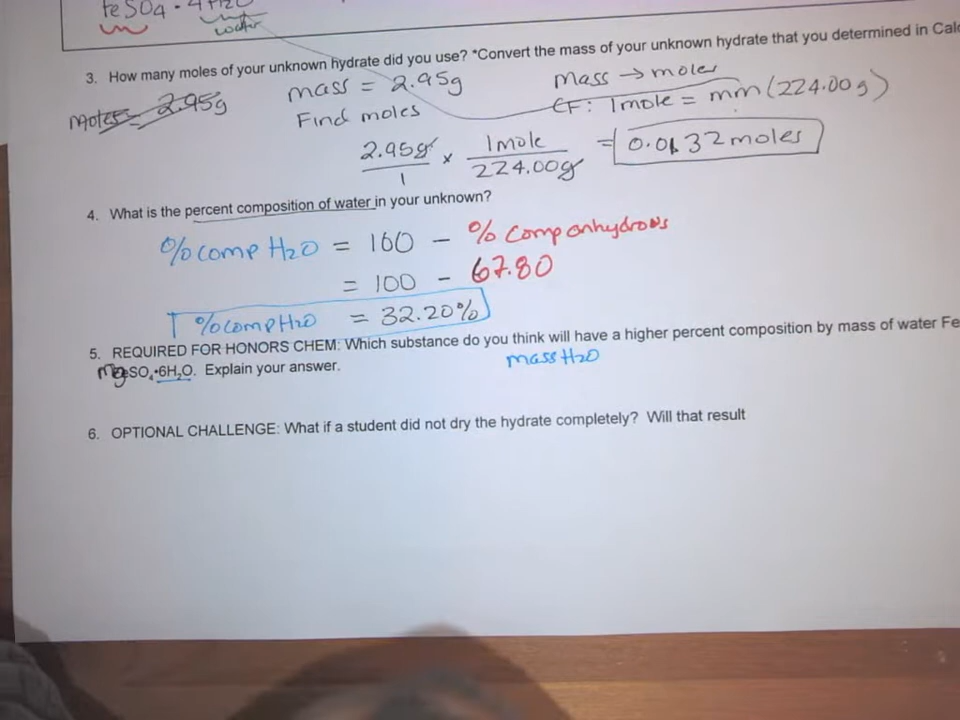 FeSO4 · 4H2O
water
3. How many moles of your unknown hydrate did you use? *Convert the mass of your unknown hydrate that you determined in Calc
moles = 2.95g
mass = 2.95g
Mass → moles
Find moles
CF: 1mole = mm (224.00g)
2.95g/1 x 1mole/224.00g = 0.0132 moles
4. What is the percent composition of water in your unknown?
% comp H2O = 100 - % comp anhydrous
= 100 - 67.80
% comp H2O = 32.20%
5. REQUIRED FOR HONORS CHEM: Which substance do you think will have a higher percent composition by mass of water Fe
MgSO4•6H2O. Explain your answer.
mass H2O
6. OPTIONAL CHALLENGE: What if a student did not dry the hydrate completely? Will that result